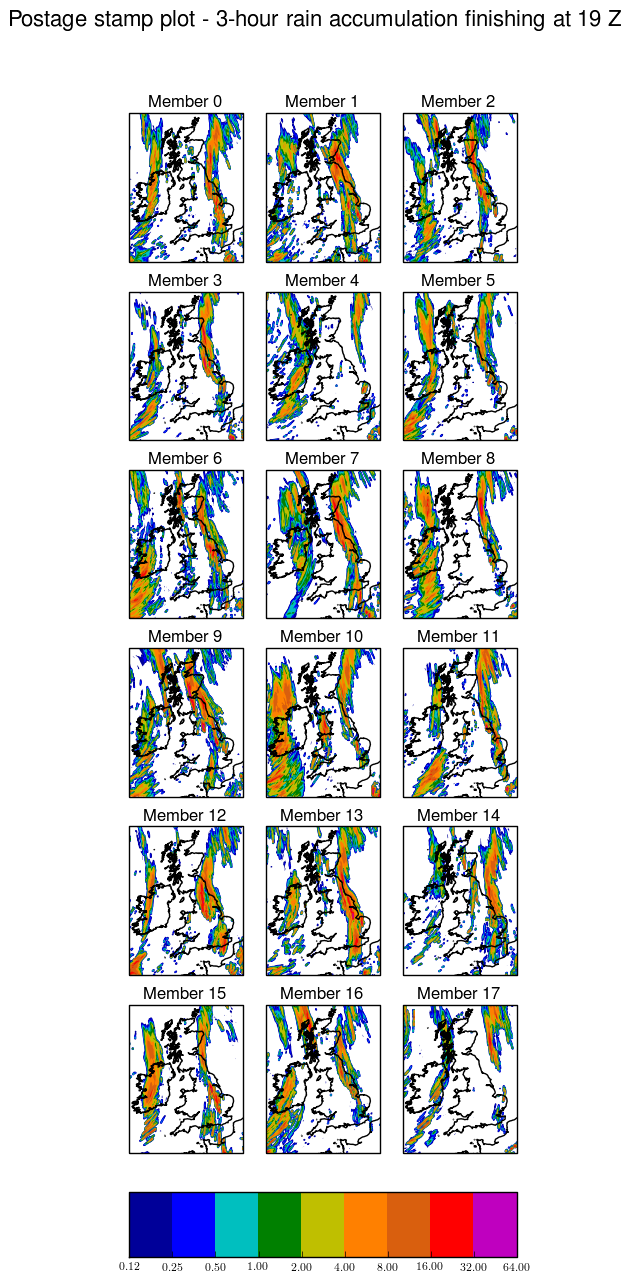 Postage stamp plot - 3-hour rain accumulation finishing at 19 Z
Member 0 Member 1 Member 2
Member 3 Member 4 Member 5
Member 6 Member 7 Member 8
Member 9 Member 10 Member 11
Member 12 Member 13 Member 14
Member 15 Member 16 Member 17
0.12 0.25 0.50 1.00 2.00 4.00 8.00 16.00 32.00 64.00